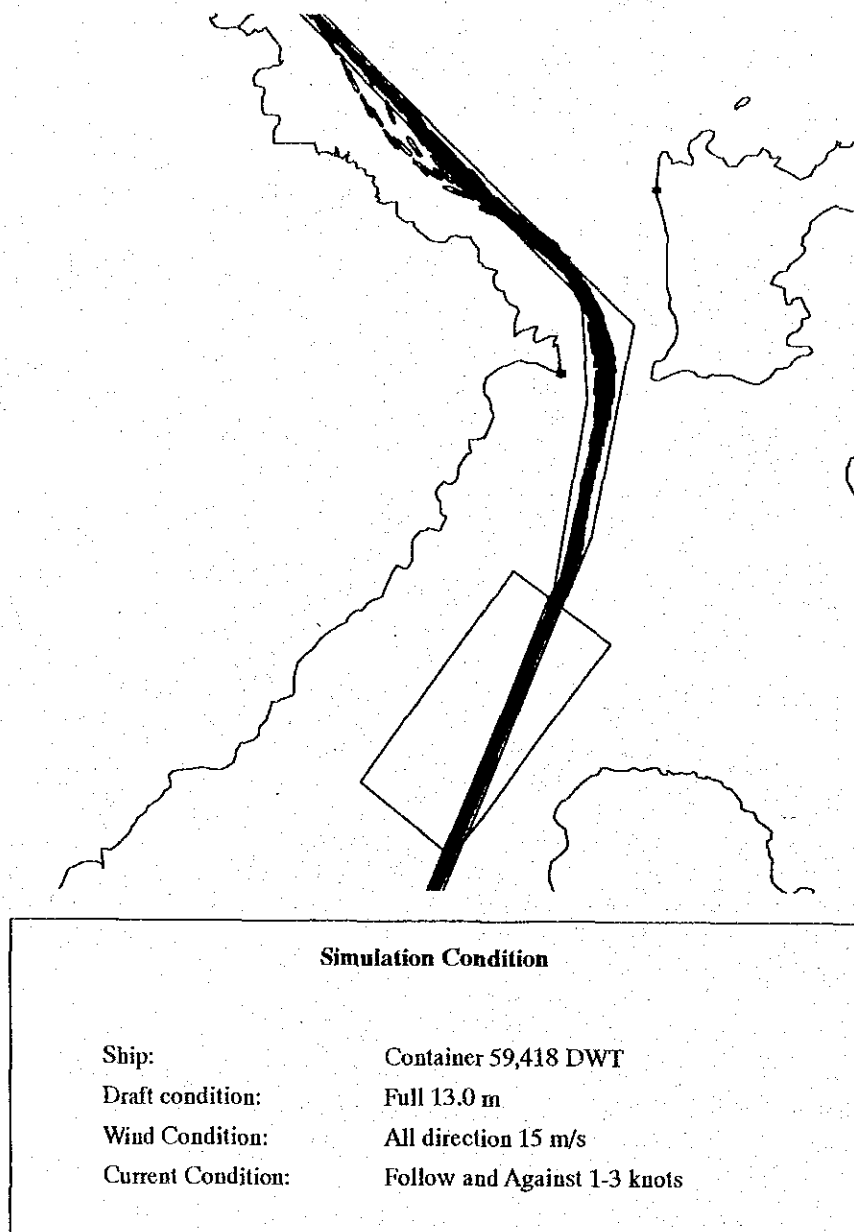 Simulation Condition
Ship: Container 59,418 DWT
Draft condition: Full 13.0 m
Wind Condition: All direction 15 m/s
Current Condition: Follow and Against 1-3 knots